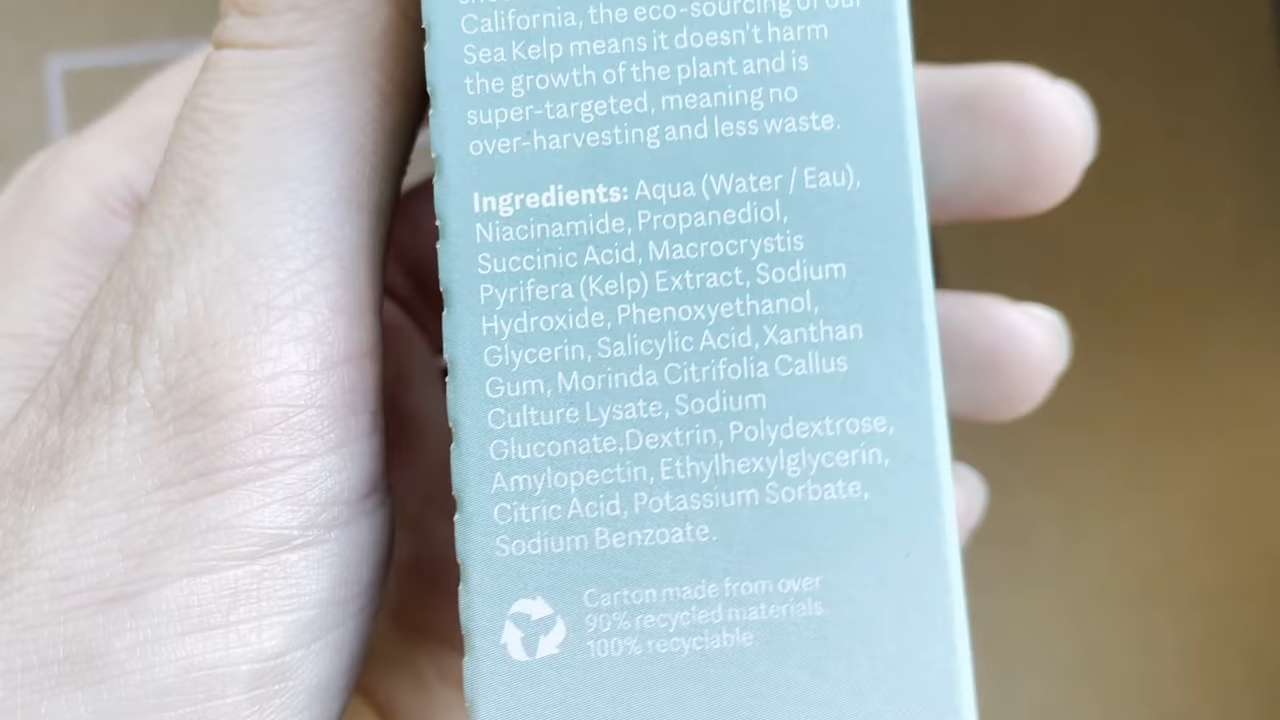 California, the eco-sourcing of our
Sea Kelp means it doesn't harm
the growth of the plant and is
super-targeted, meaning no
over-harvesting and less waste.
Ingredients: Aqua (Water / Eau),
Niacinamide, Propanediol,
Succinic Acid, Macrocystis
Pyrifera (Kelp) Extract, Sodium
Hydroxide, Phenoxyethanol,
Glycerin, Salicylic Acid, Xanthan
Gum, Morinda Citrifolia Callus
Culture Lysate, Sodium
Gluconate,Dextrin, Polydextrose,
Amylopectin, Ethylhexylglycerin,
Citric Acid, Potassium Sorbate,
Sodium Benzoate.
Carton made from over
90% recycled materials.
100% recyclable.